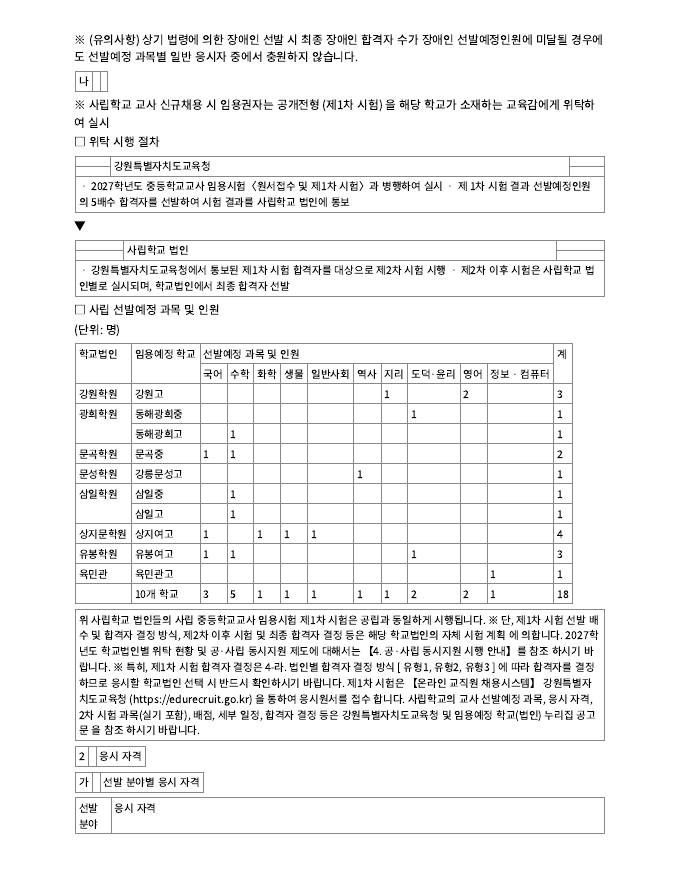 ※ (유의사항) 상기 법령에 의한 장애인 선발 시 최종 장애인 합격자 수가 장애인 선발예정인원에 미달될 경우에
도 선발예정 과목별 일반 응시자 중에서 충원하지 않습니다.
나
※ 사립학교 교사 신규채용 시 임용권자는 공개전형 (제1차 시험) 을 해당 학교가 소재하는 교육감에게 위탁하
여 실시
□ 위탁 시행 절차
강원특별자치도교육청
· 2027학년도 중등학교교사 임용시험〈원서접수 및 제1차 시험〉과 병행하여 실시 · 제 1차 시험 결과 선발예정인원
의 5배수 합격자를 선발하여 시험 결과를 사립학교 법인에 통보
▼
사립학교 법인
· 강원특별자치도교육청에서 통보된 제1차 시험 합격자를 대상으로 제2차 시험 시행 · 제2차 이후 시험은 사립학교 법
인별로 실시되며, 학교법인에서 최종 합격자 선발
□ 사립 선발예정 과목 및 인원
(단위: 명)
학교법인 임용예정 학교 선발예정 과목 및 인원 계
국어 수학 화학 생물 일반사회 역사 지리 도덕·윤리 영어 정보 · 컴퓨터
강원학원 강원고 1 2 3
광희학원 동해광희중 1 1
동해광희고 1 1
문곡학원 문곡중 1 1 2
문성학원 강릉문성고 1 1
삼일학원 삼일중 1 1
삼일고 1 1
상지문학원 상지여고 1 1 1 1 4
유봉학원 유봉여고 1 1 1 3
육민관 육민관고 1 1
10개 학교 3 5 1 1 1 1 1 2 2 1 18
위 사립학교 법인들의 사립 중등학교교사 임용시험 제1차 시험은 공립과 동일하게 시행됩니다. ※ 단, 제1차 시험 선발 배
수 및 합격자 결정 방식, 제2차 이후 시험 및 최종 합격자 결정 등은 해당 학교법인의 자체 시험 계획 에 의합니다. 2027학
년도 학교법인별 위탁 현황 및 공·사립 동시지원 제도에 대해서는 【4. 공·사립 동시지원 시행 안내】를 참조 하시기 바
랍니다. ※ 특히, 제1차 시험 합격자 결정은 4-라. 법인별 합격자 결정 방식 [ 유형1, 유형2, 유형3 ] 에 따라 합격자를 결정
하므로 응시할 학교법인 선택 시 반드시 확인하시기 바랍니다. 제1차 시험은 【온라인 교직원 채용시스템】 강원특별자
치도교육청 (https://edurecruit.go.kr) 을 통하여 응시원서를 접수 합니다. 사립학교의 교사 선발예정 과목, 응시 자격,
2차 시험 과목(실기 포함), 배점, 세부 일정, 합격자 결정 등은 강원특별자치도교육청 및 임용예정 학교(법인) 누리집 공고
문 을 참조 하시기 바랍니다.
2 응시 자격
가 선발 분야별 응시 자격
선발 응시 자격
분야